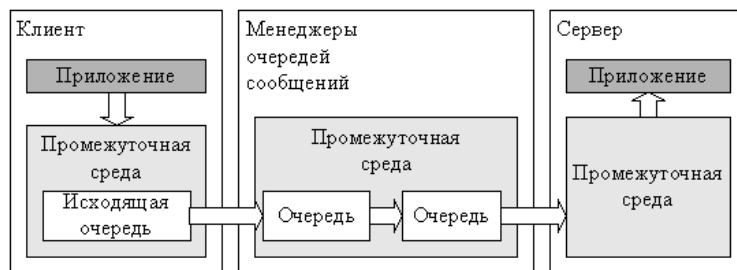 Клиент
Приложение
Промежуточная
среда
Исходящая
очередь
Менеджеры
очередей
сообщений
Промежуточная
среда
Очередь
Очередь
Сервер
Приложение
Промежуточная
среда